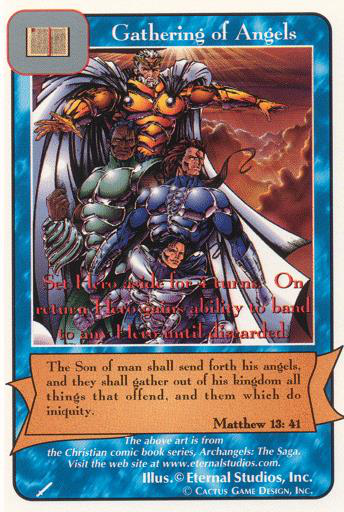 Gathering of Angels
Set Hero aside for 4 turns. On
return Hero gains ability to band
to any Hero until discarded.
The Son of man shall send forth his angels,
and they shall gather out of his kingdom all
things that offend, and them which do
iniquity.
Matthew 13: 41
The above art is from
the Christian comic book series, Archangels: The Saga.
Visit the web site at www.eternalstudios.com.
Illus. © Eternal Studios, Inc.
© Cactus Game Design, Inc.